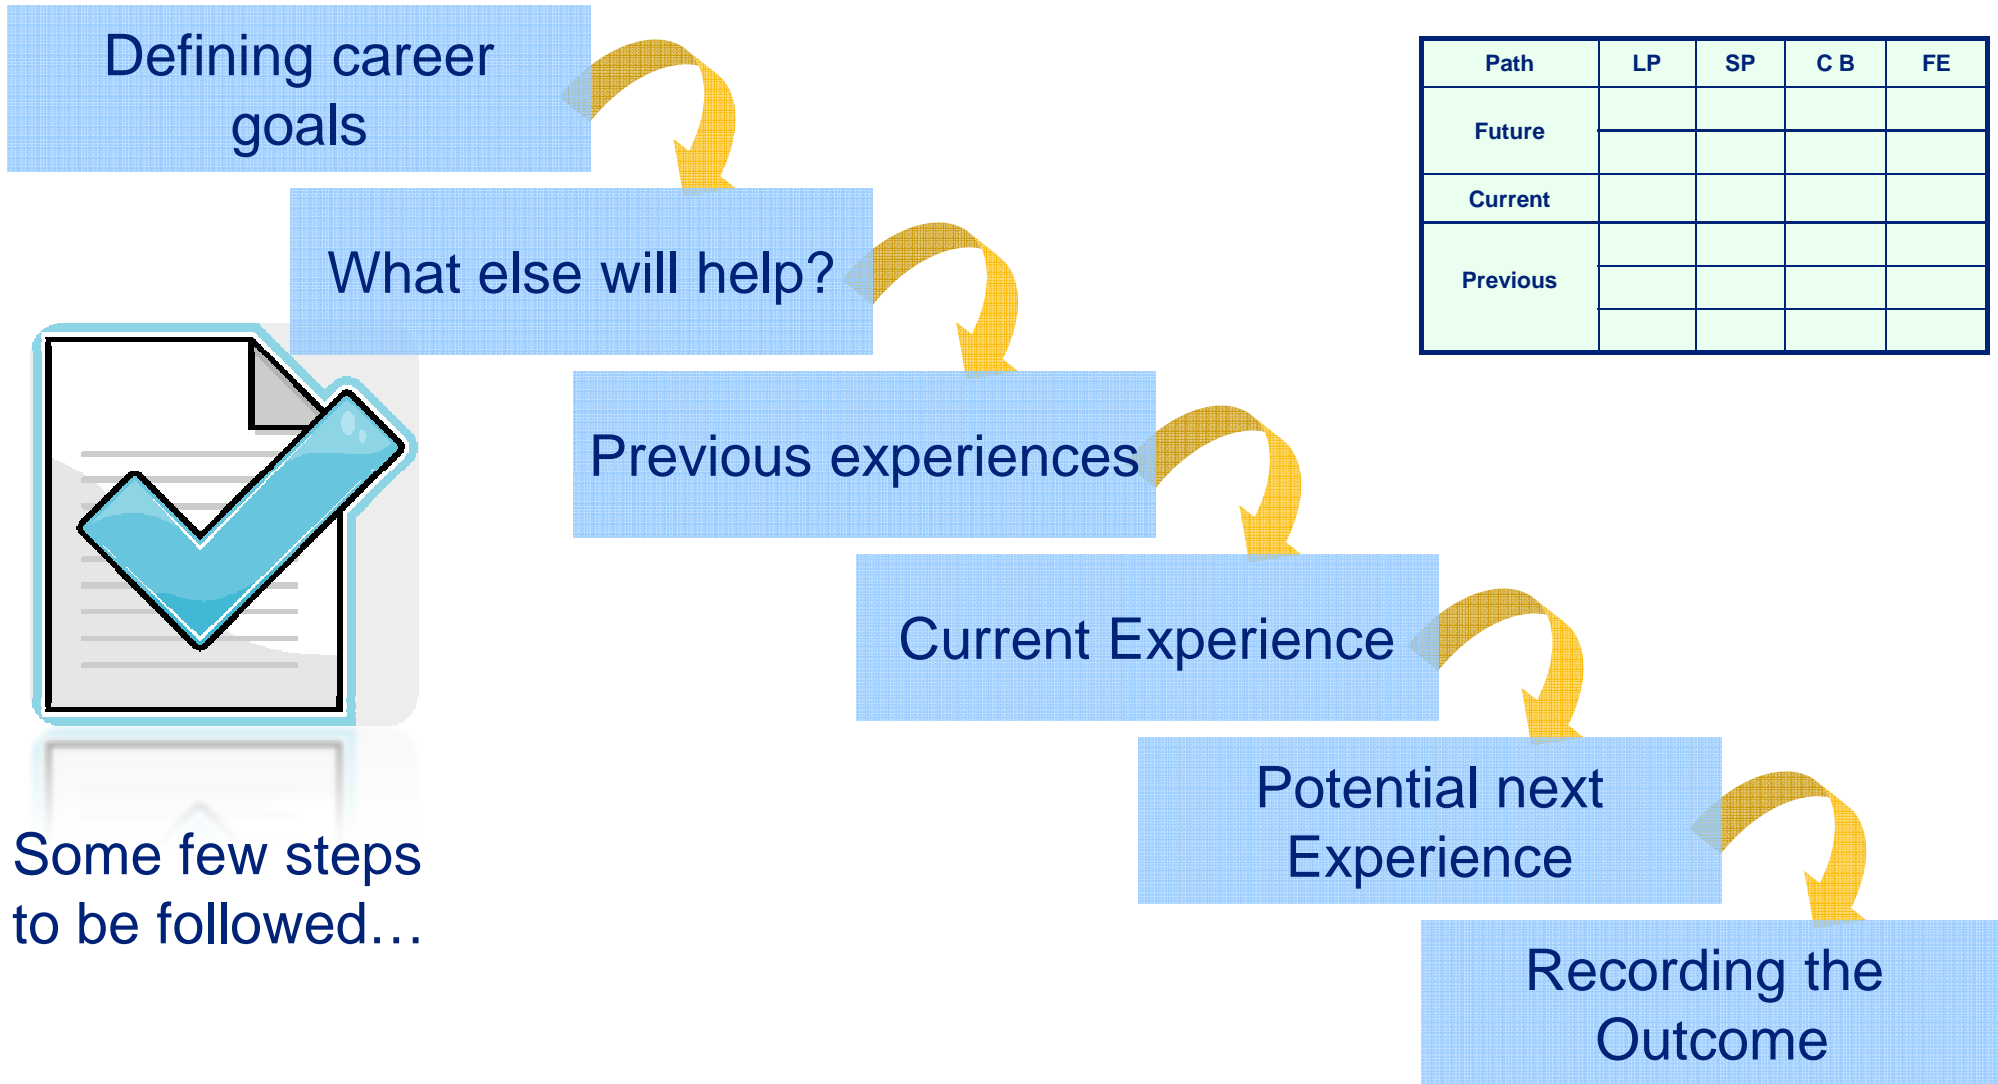 Defining career
goals
What else will help?
Previous experiences
Current Experience
Potential next
Experience
Recording the
Outcome
Some few steps
to be followed…
Path LP SP C B FE
Future
Current
Previous